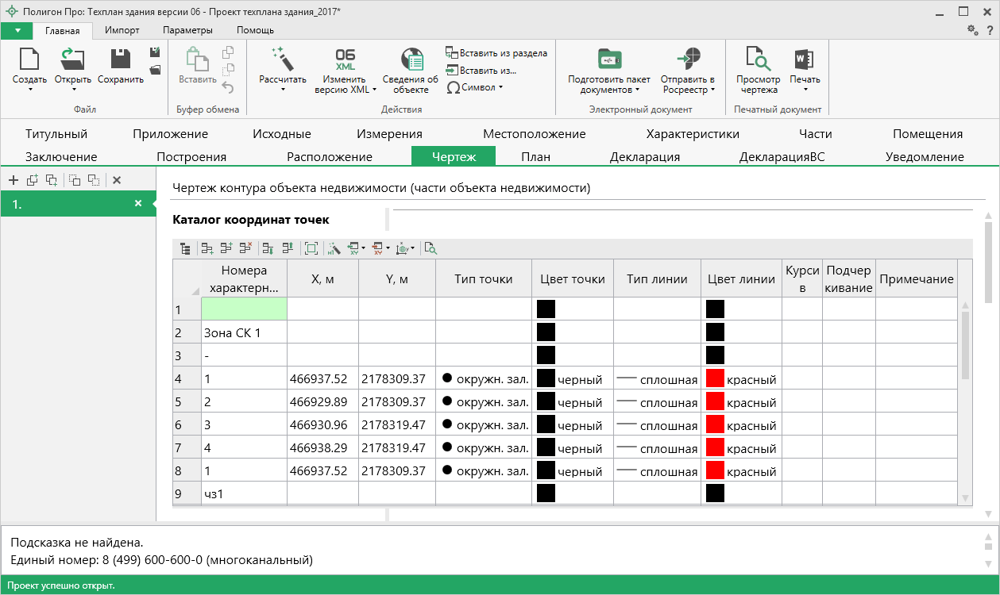 Полигон Про: Техплан здания версии 06 - Проект техплана здания_2017*
Главная Импорт Параметры Помощь
?
06
XML
W
Вставить из раздела
Вставить из...
Символ
Создать Открыть Сохранить Вставить Рассчитать Изменить версию XML Сведения об объекте Подготовить пакет документов Отправить в Росреестр Просмотр чертежа Печать
Файл Буфер обмена Действия Электронный документ Печатный документ
Титульный Приложение Исходные Измерения Местоположение Характеристики Части Помещения
Заключение Построения Расположение Чертеж План Декларация ДекларацияВС Уведомление
1.
Чертеж контура объекта недвижимости (части объекта недвижимости)
Каталог координат точек
Номера характерн... X, м Y, м Тип точки Цвет точки Тип линии Цвет линии Курси в Подчер кивание Примечание
1
2 Зона СК 1
3 -
4 1 466937.52 2178309.37 окружн. зал. черный сплошная красный
5 2 466929.89 2178309.37 окружн. зал. черный сплошная красный
6 3 466930.96 2178319.47 окружн. зал. черный сплошная красный
7 4 466938.29 2178319.47 окружн. зал. черный сплошная красный
8 1 466937.52 2178309.37 окружн. зал. черный сплошная красный
9 чз1
Подсказка не найдена.
Единый номер: 8 (499) 600-600-0 (многоканальный)
Проект успешно открыт.